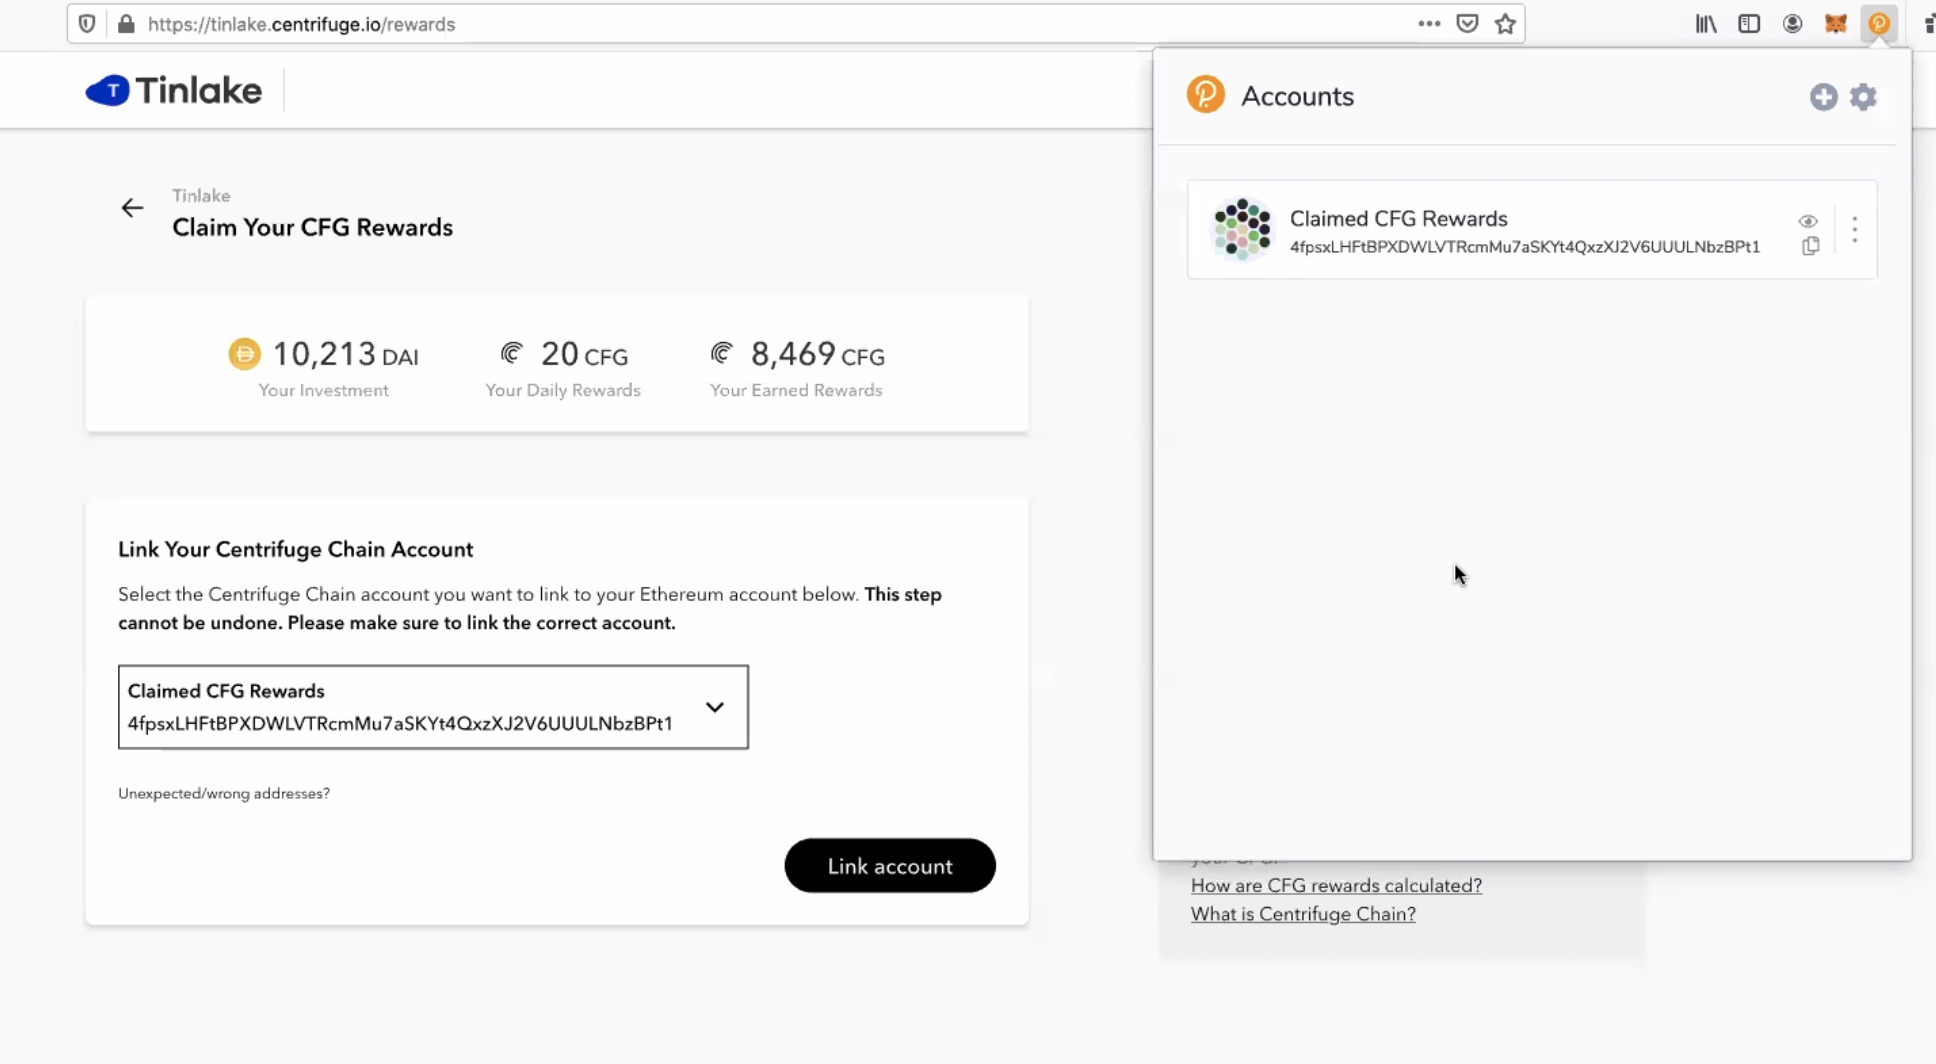 https://tinlake.centrifuge.io/rewards
T Tinlake
Tinlake
Claim Your CFG Rewards
10,213 DAI
Your Investment
20 CFG
Your Daily Rewards
8,469 CFG
Your Earned Rewards
Link Your Centrifuge Chain Account
Select the Centrifuge Chain account you want to link to your Ethereum account below. This step
cannot be undone. Please make sure to link the correct account.
Claimed CFG Rewards
4fpsxLHFtBPXDWLVTRcmMu7aSKYt4QxzXJ2V6UUULNbzBPt1
Unexpected/wrong addresses?
Link account
Accounts
Claimed CFG Rewards
4fpsxLHFtBPXDWLVTRcmMu7aSKYt4QxzXJ2V6UUULNbzBPt1
How are CFG rewards calculated?
What is Centrifuge Chain?